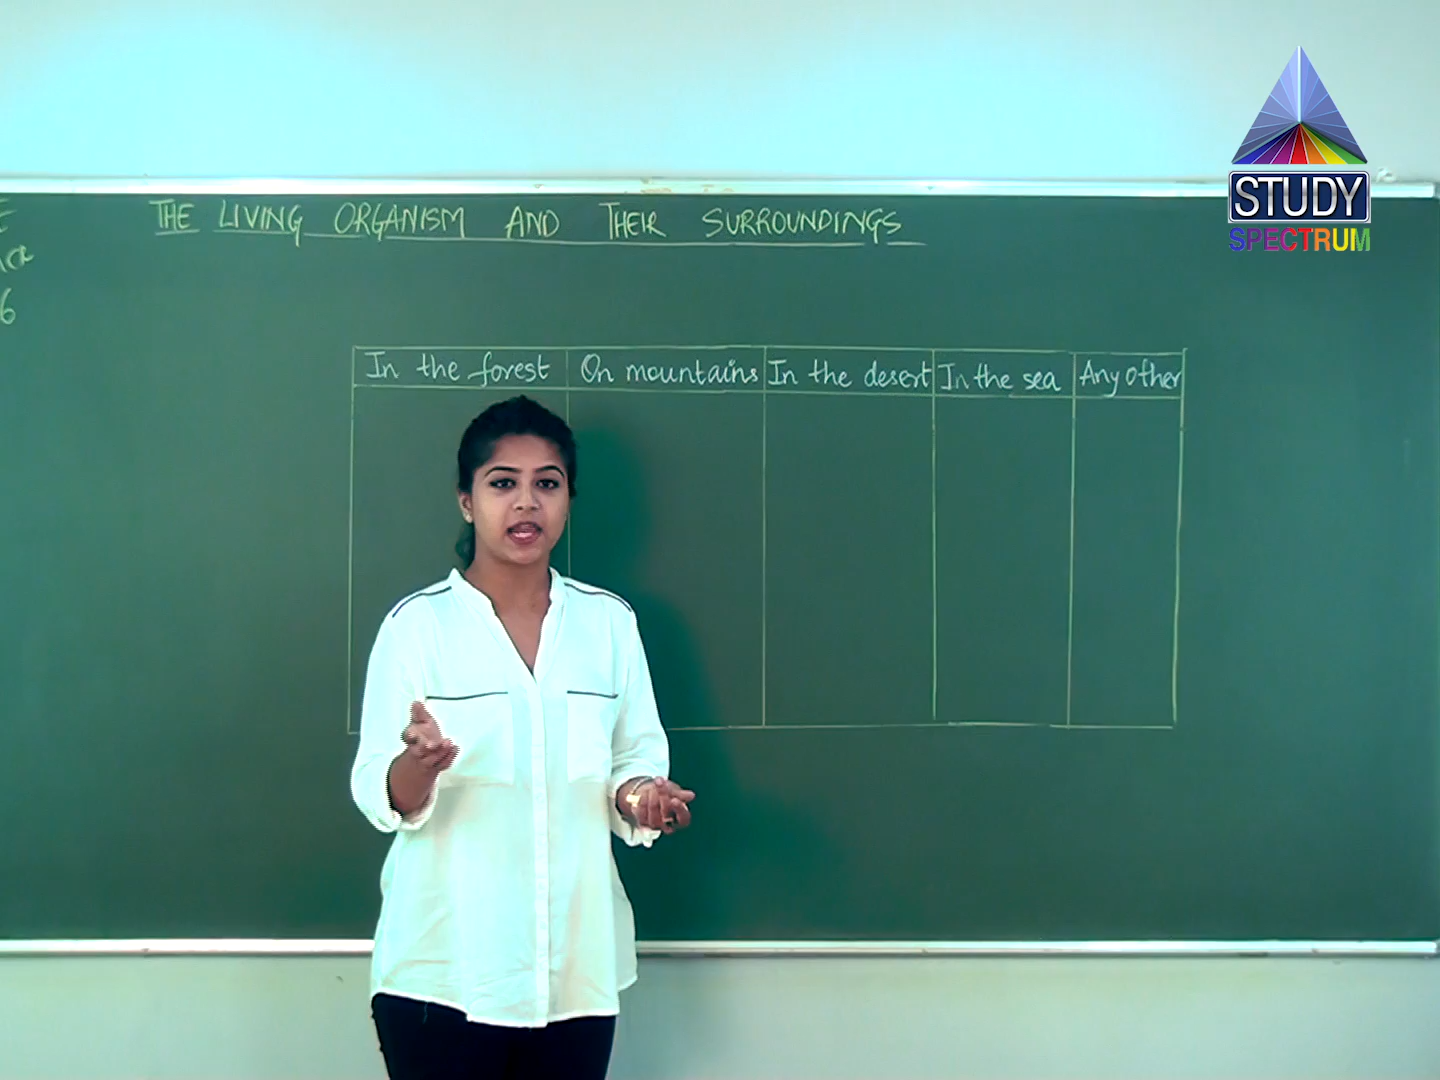 THE LIVING ORGANISM AND THEIR SURROUNDINGS
6
In the forest On mountains In the desert In the sea Any other
STUDY
SPECTRUM